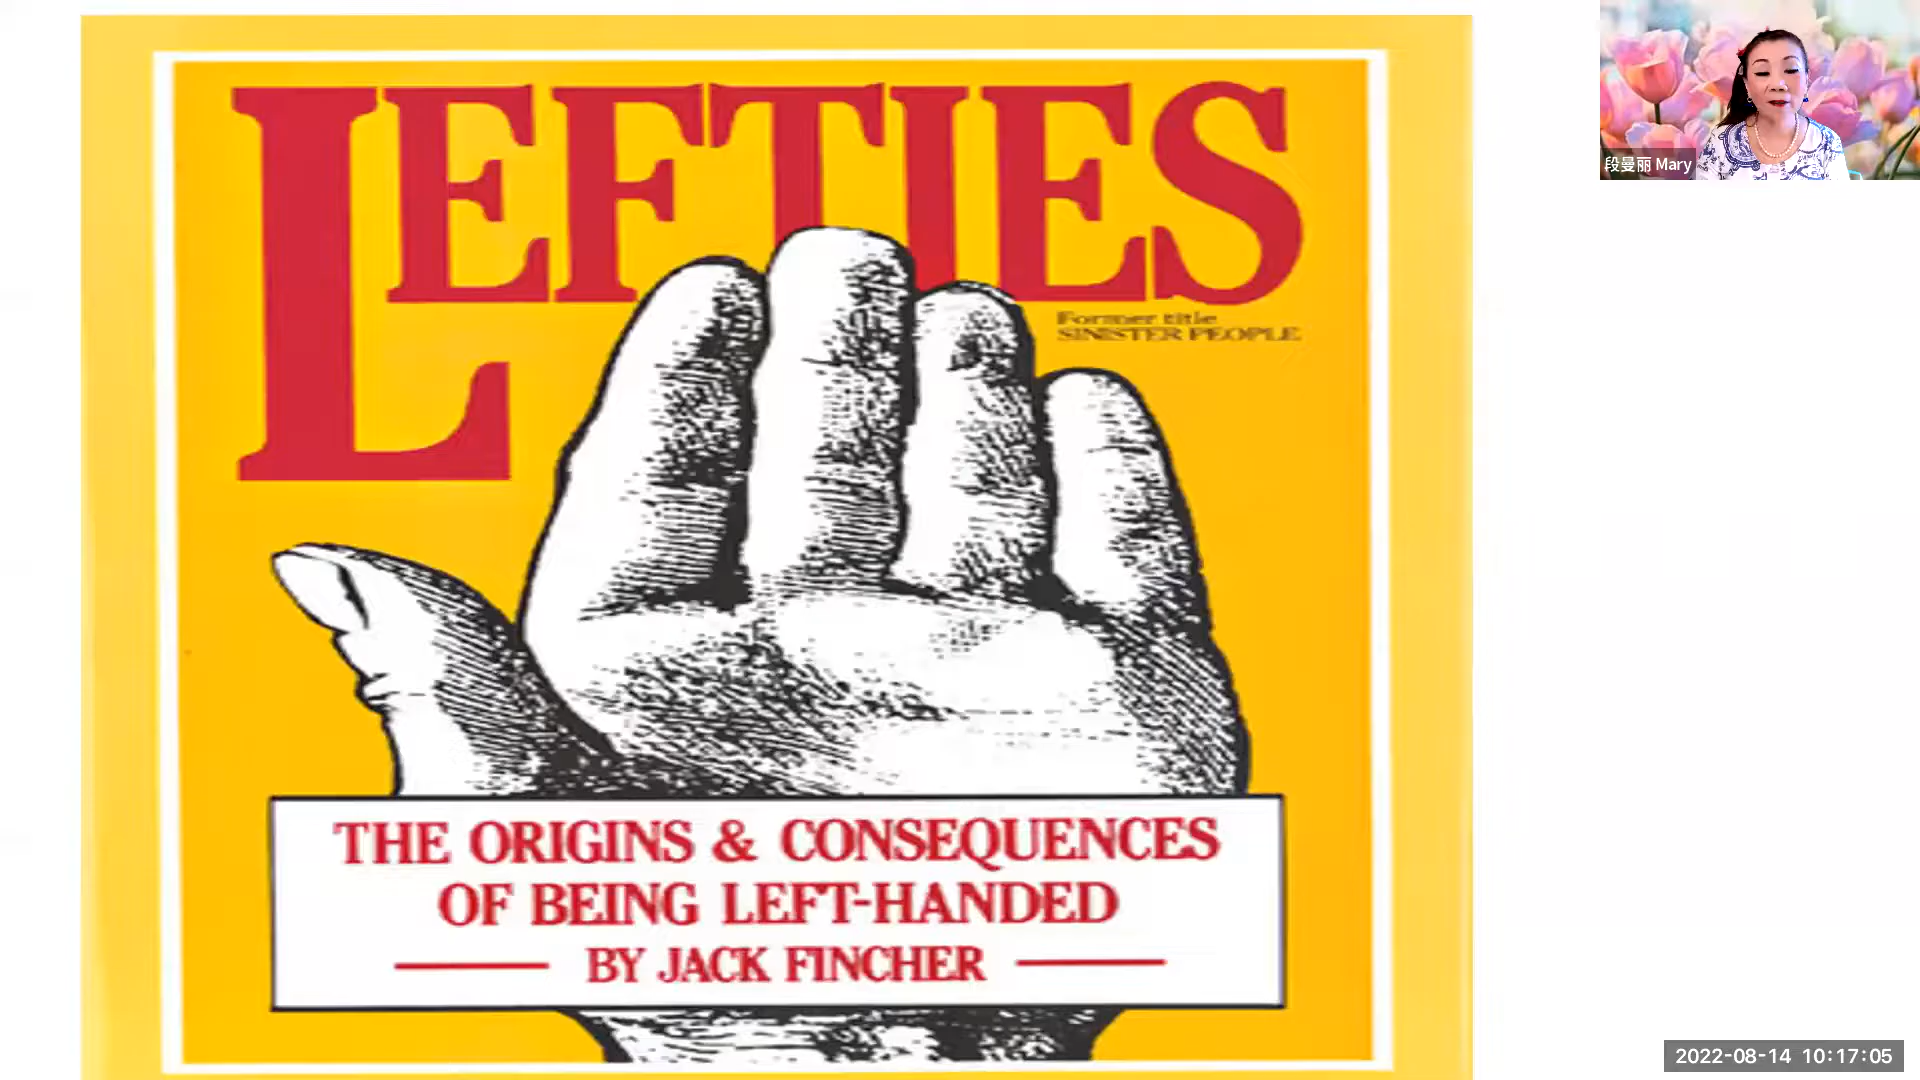 LEFTIES
Former title
SINISTER PEOPLE
THE ORIGINS & CONSEQUENCES
OF BEING LEFT-HANDED
BY JACK FINCHER
段曼丽 Mary
2022-08-14 10:17:05